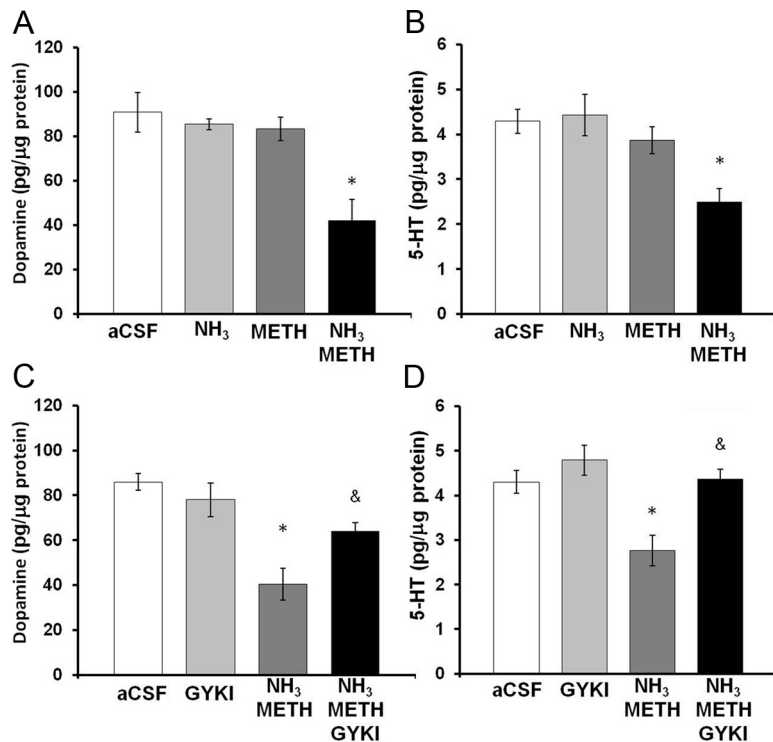 A
Dopamine (pg/µg protein)
120
100
80
60
40
20
0
*
aCSF
NH₃
METH
NH₃
METH
B
5-HT (pg/µg protein)
6
5
4
3
2
1
0
*
aCSF
NH₃
METH
NH₃
METH
C
Dopamine (pg/µg protein)
120
100
80
60
40
20
0
*
&
aCSF
GYKI
NH₃
METH
NH₃
METH
GYKI
D
5-HT (pg/µg protein)
6
5
4
3
2
1
0
*
&
aCSF
GYKI
NH₃
METH
NH₃
METH
GYKI